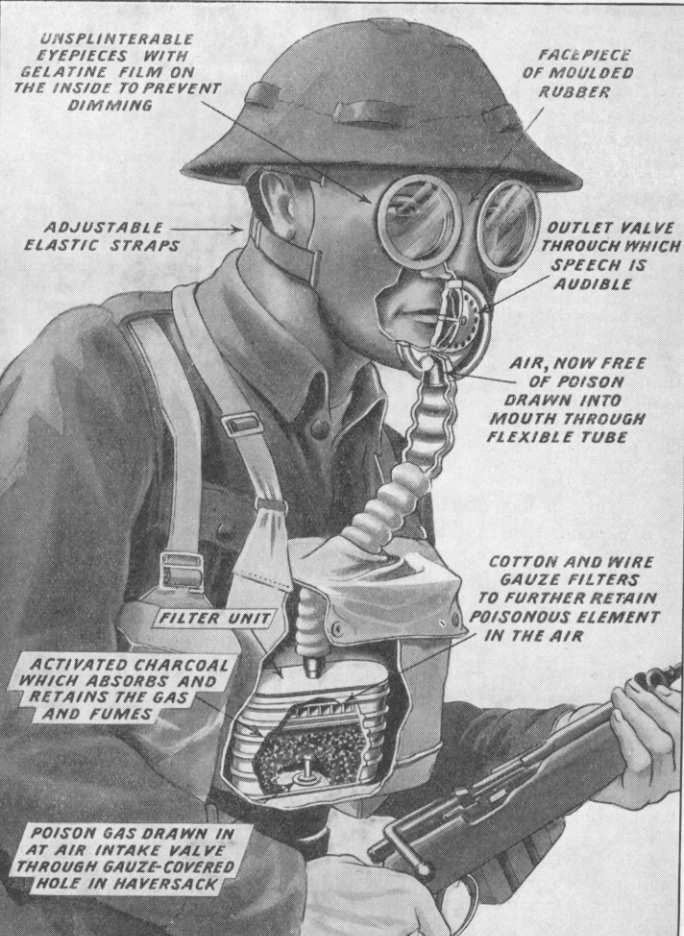 UNSPLINTERABLE
EYEPIECES WITH
GELATINE FILM ON
THE INSIDE TO PREVENT
DIMMING
FACEPIECE
OF MOULDED
RUBBER
ADJUSTABLE
ELASTIC STRAPS
OUTLET VALVE
THROUGH WHICH
SPEECH IS
AUDIBLE
AIR, NOW FREE
OF POISON
DRAWN INTO
MOUTH THROUGH
FLEXIBLE TUBE
COTTON AND WIRE
GAUZE FILTERS
TO FURTHER RETAIN
POISONOUS ELEMENT
IN THE AIR
FILTER UNIT
ACTIVATED CHARCOAL
WHICH ABSORBS AND
RETAINS THE GAS
AND FUMES
POISON GAS DRAWN IN
AT AIR INTAKE VALVE
THROUGH GAUZE-COVERED
HOLE IN HAVERSACK